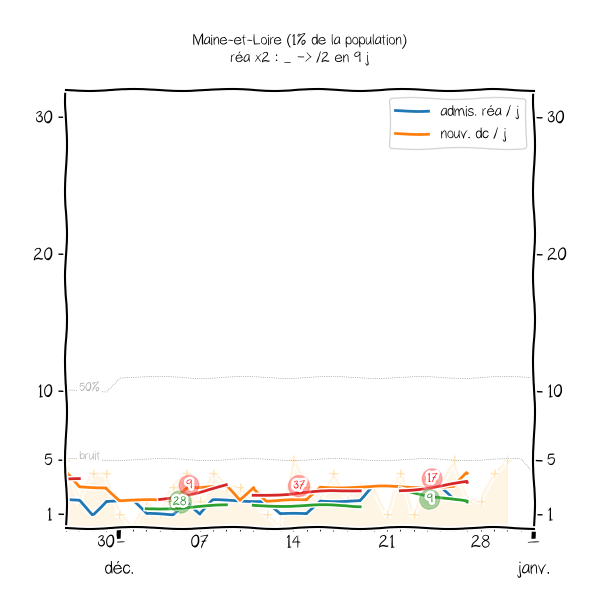 Maine-et-Loire (1% de la population)
réa x2 : _ -> /2 en 9 j
admis. réa / j
nouv. dc / j
30 30
20 20
10 10
50%
5 5
bruit
1 1
9 28 37 17 9
30 07 14 21 28
déc. janv.